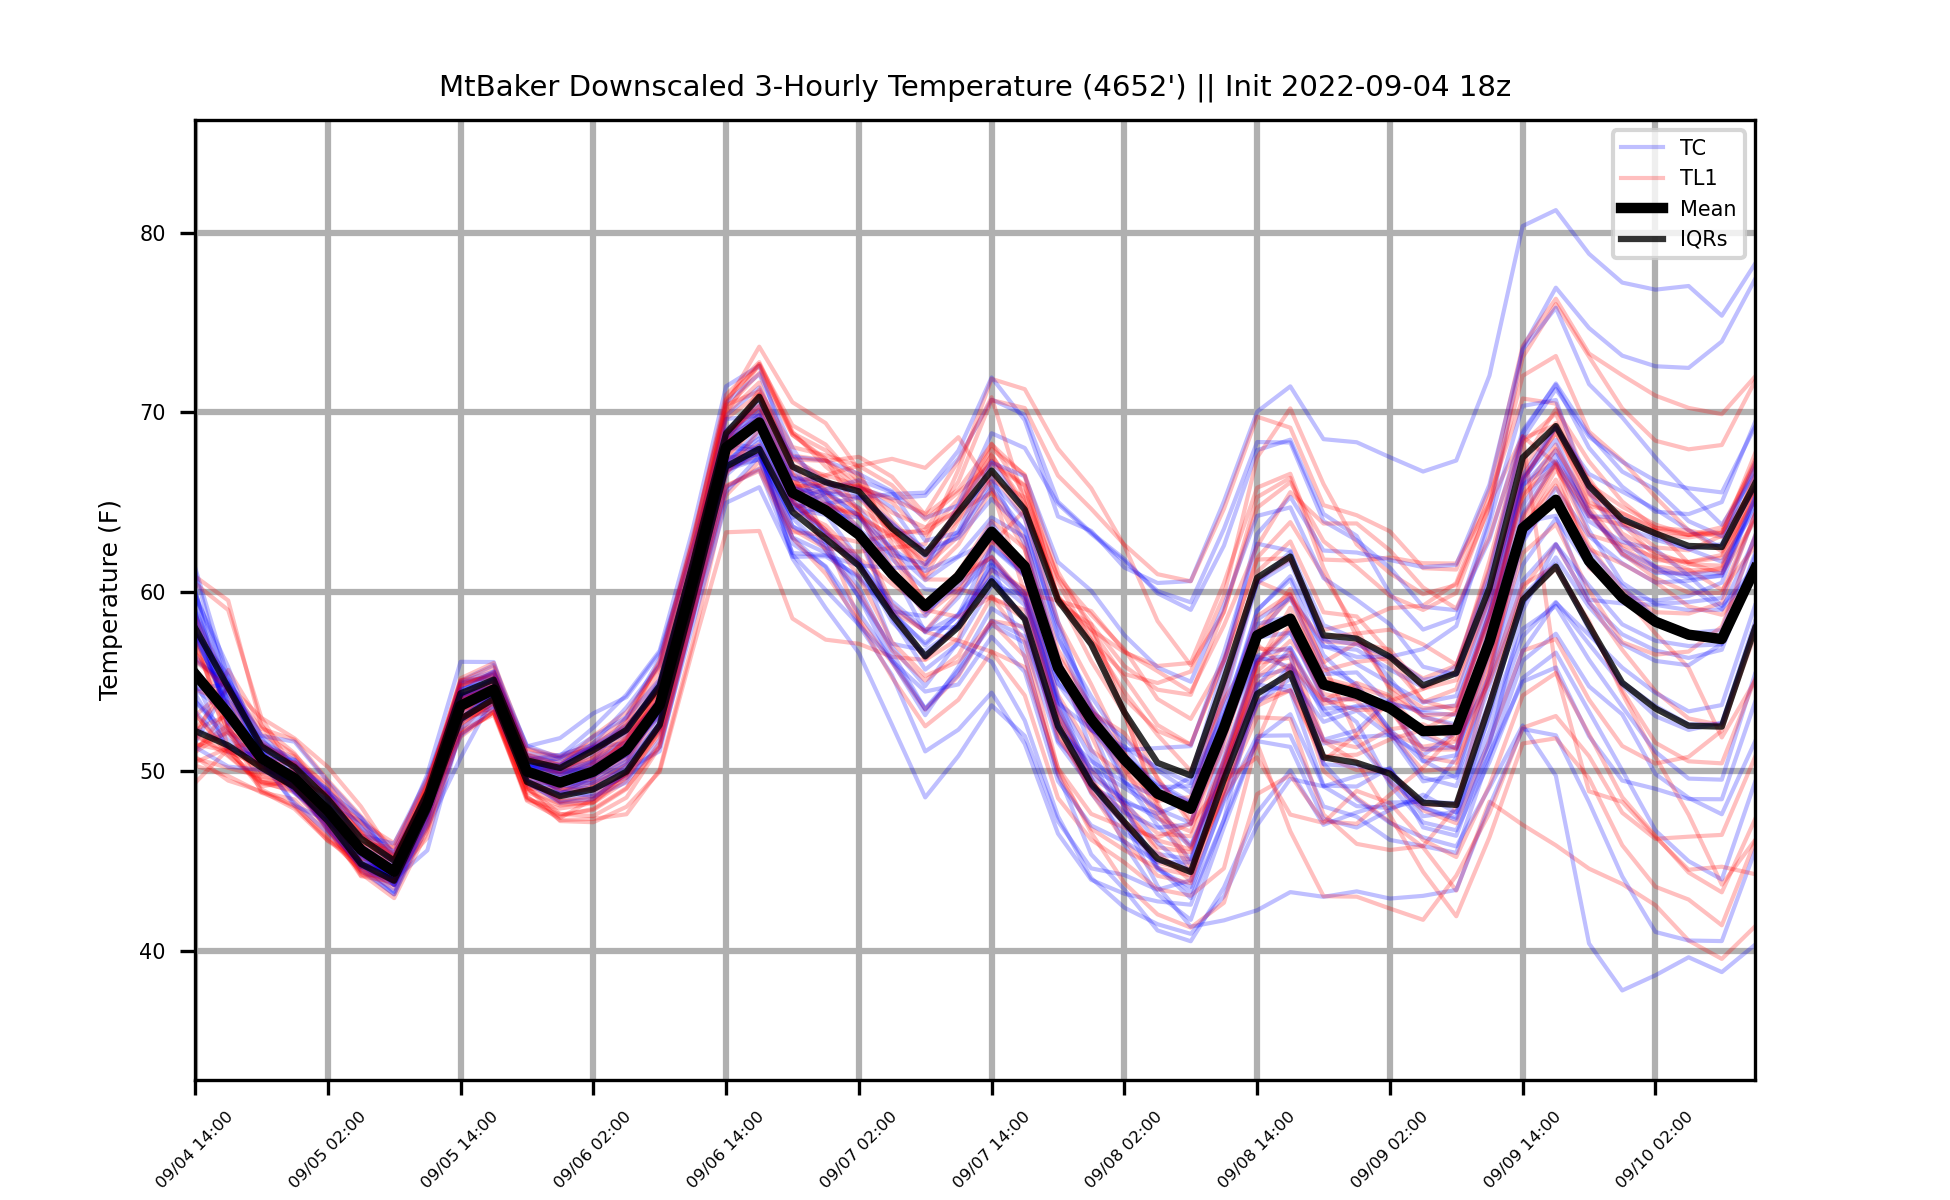 MtBaker Downscaled 3-Hourly Temperature (4652') || Init 2022-09-04 18z
TC
TL1
Mean
IQRs
Temperature (F)
80
70
60
50
40
09/04 14:00
09/05 02:00
09/05 14:00
09/06 02:00
09/06 14:00
09/07 02:00
09/07 14:00
09/08 02:00
09/08 14:00
09/09 02:00
09/09 14:00
09/10 02:00